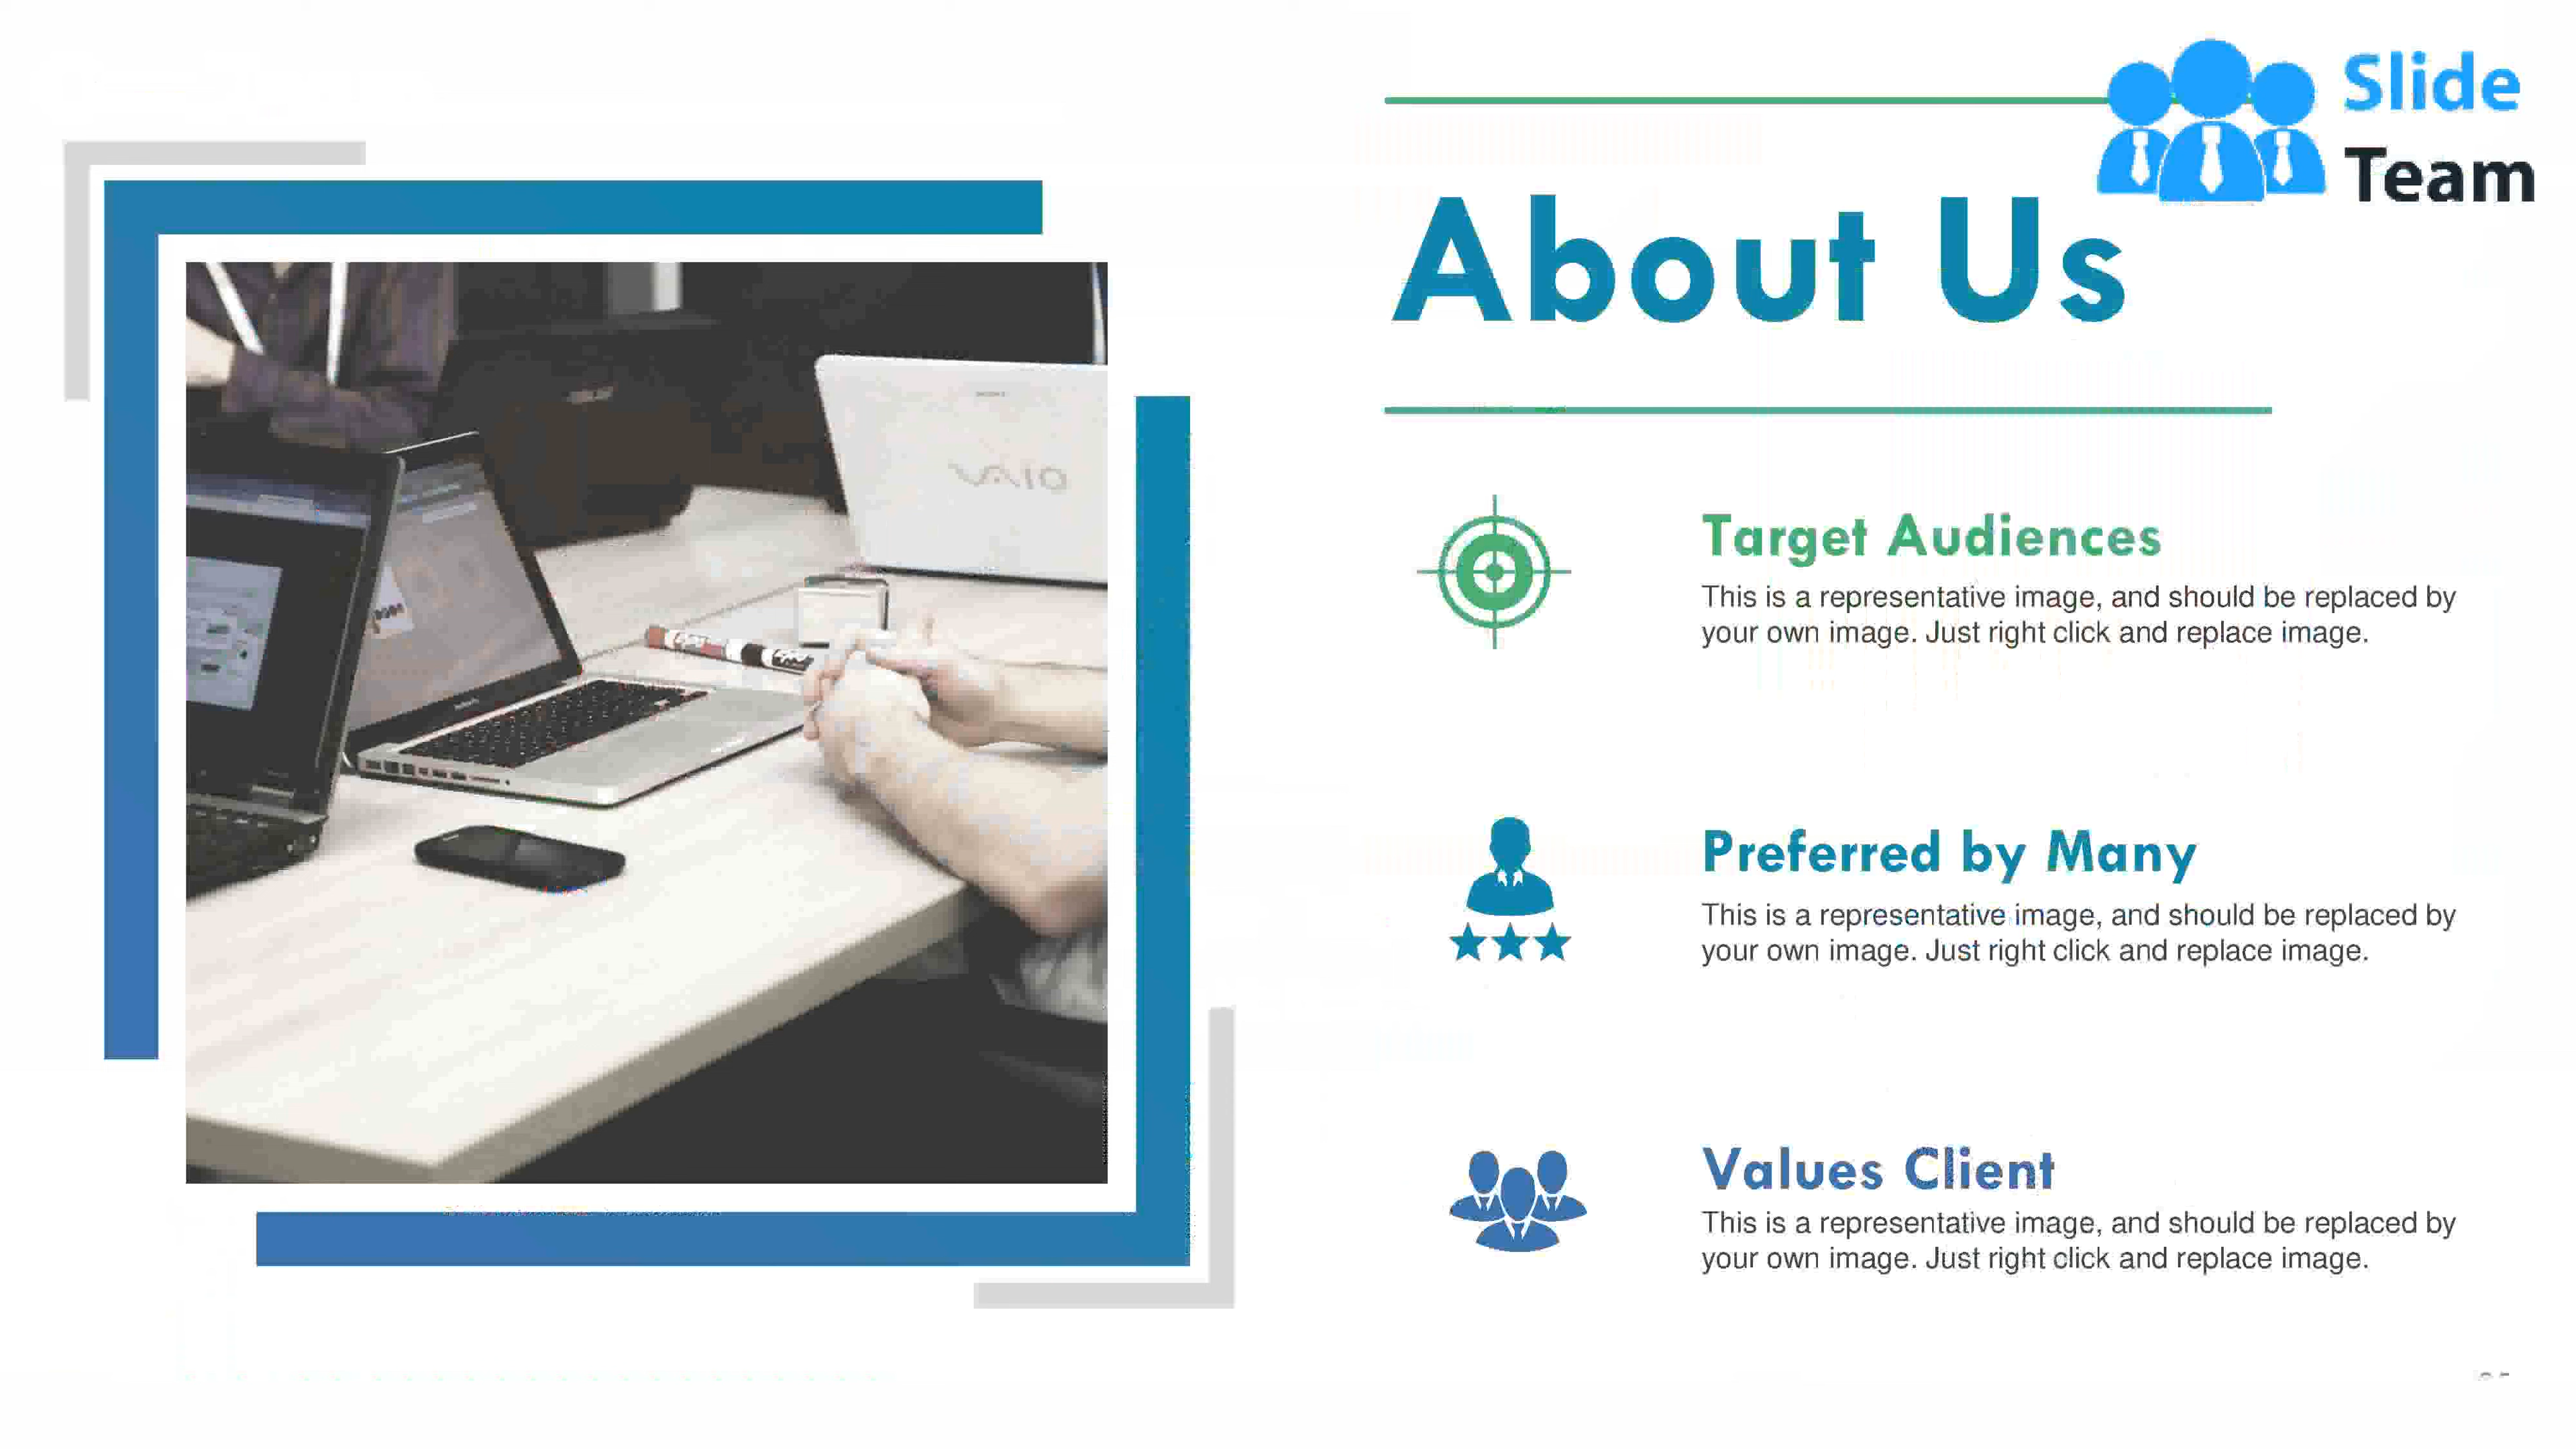 Slide
Team
About Us
VAIO
Target Audiences
This is a representative image, and should be replaced by
your own image. Just right click and replace image.
Preferred by Many
This is a representative image, and should be replaced by
your own image. Just right click and replace image.
Values Client
This is a representative image, and should be replaced by
your own image. Just right click and replace image.